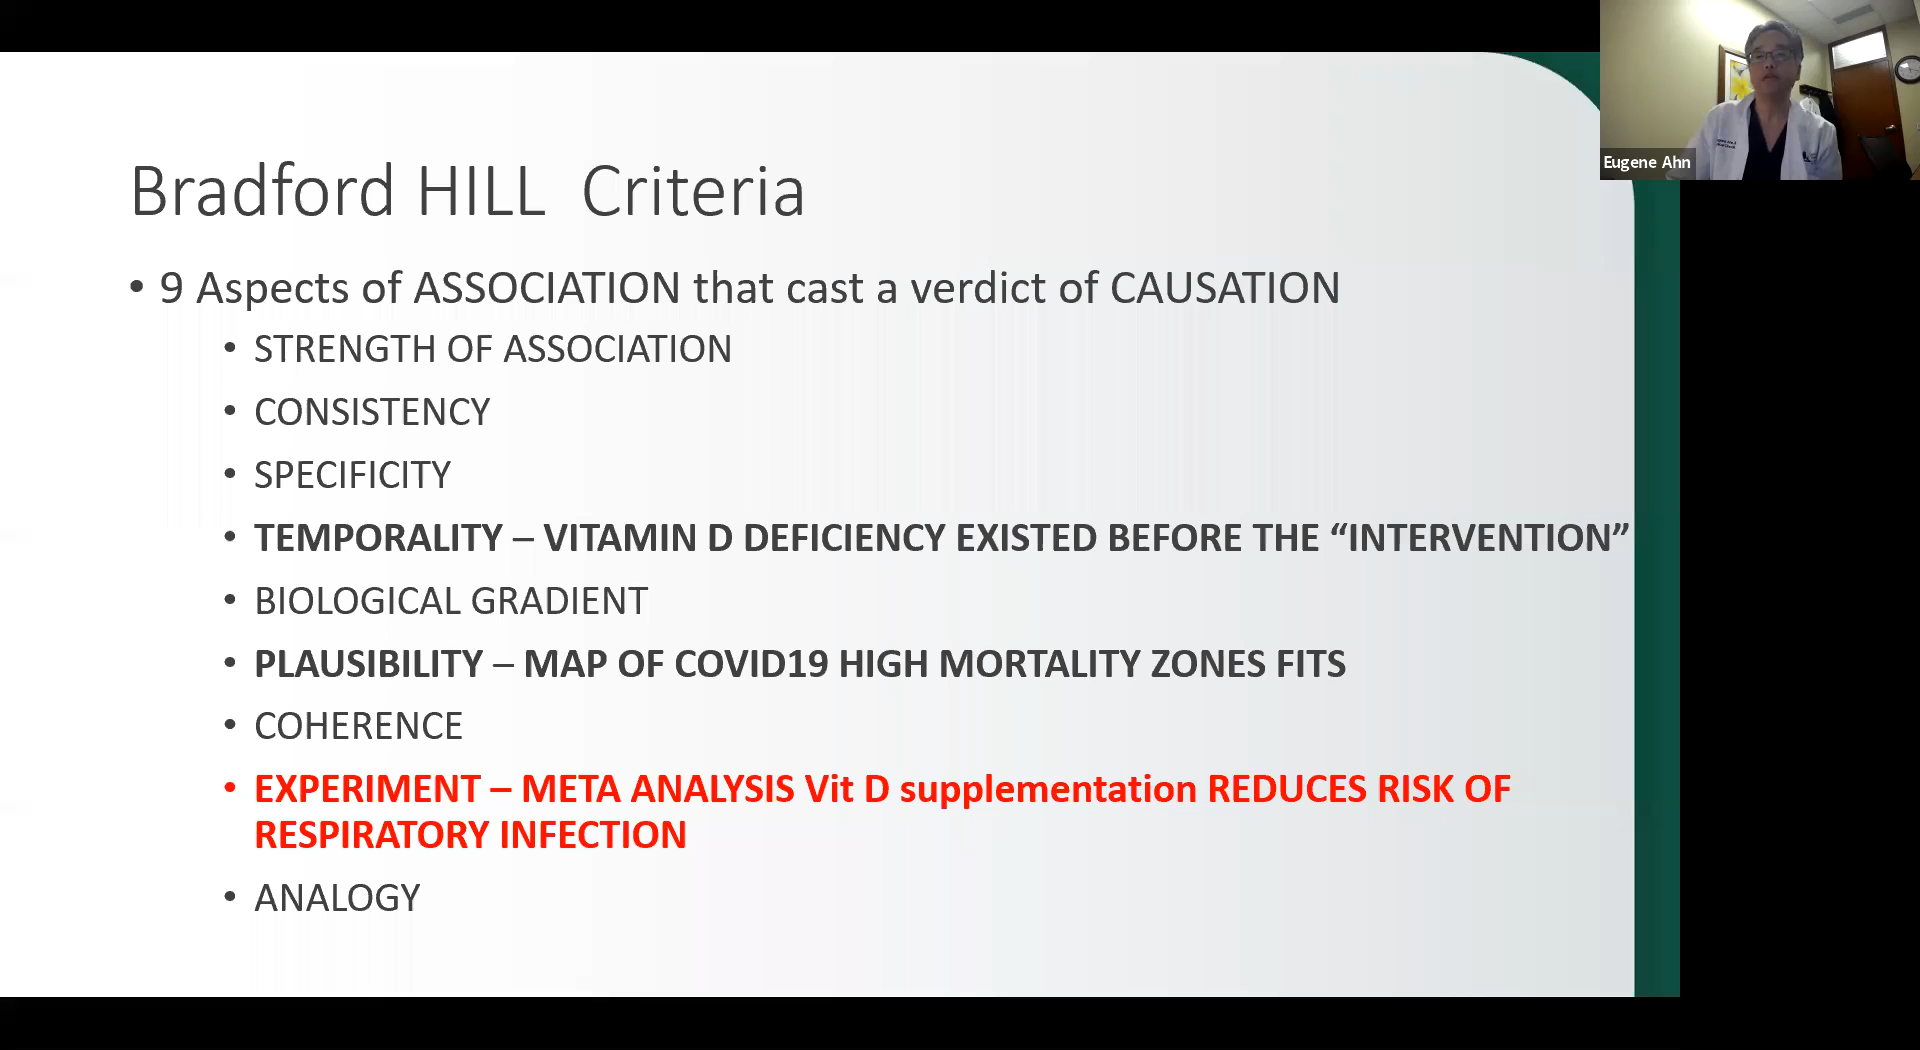 Bradford HILL Criteria
• 9 Aspects of ASSOCIATION that cast a verdict of CAUSATION
• STRENGTH OF ASSOCIATION
• CONSISTENCY
• SPECIFICITY
• TEMPORALITY – VITAMIN D DEFICIENCY EXISTED BEFORE THE “INTERVENTION”
• BIOLOGICAL GRADIENT
• PLAUSIBILITY – MAP OF COVID19 HIGH MORTALITY ZONES FITS
• COHERENCE
• EXPERIMENT – META ANALYSIS Vit D supplementation REDUCES RISK OF
RESPIRATORY INFECTION
• ANALOGY
Eugene Ahn